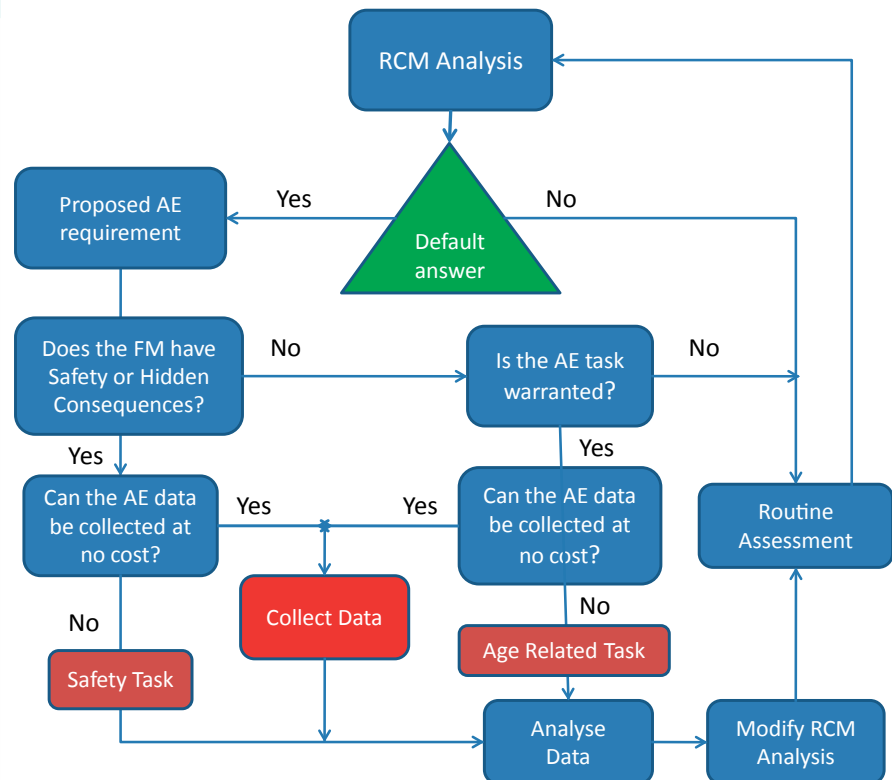 RCM Analysis
Yes
No
Proposed AE
requirement
Default
answer
Does the FM have
Safety or Hidden
Consequences?
No
Is the AE task
warranted?
No
Yes
Yes
Can the AE data
be collected at
no cost?
Yes
Yes
Can the AE data
be collected at
no cost?
Routine
Assessment
No
Collect Data
No
Safety Task
Age Related Task
Analyse
Data
Modify RCM
Analysis